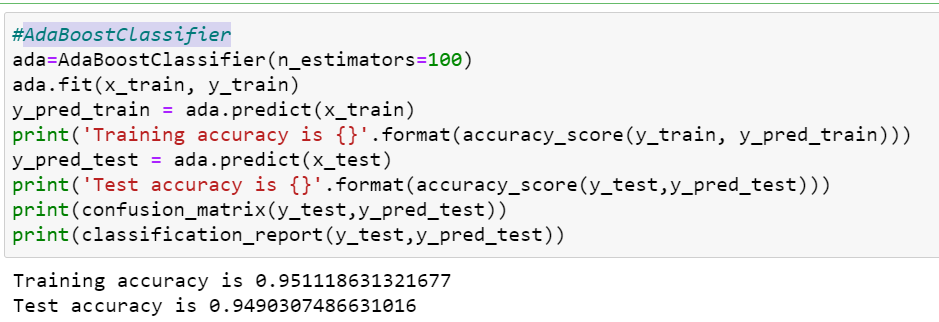 #AdaBoostClassifier
ada=AdaBoostClassifier(n_estimators=100)
ada.fit(x_train, y_train)
y_pred_train = ada.predict(x_train)
print('Training accuracy is {}'.format(accuracy_score(y_train, y_pred_train)))
y_pred_test = ada.predict(x_test)
print('Test accuracy is {}'.format(accuracy_score(y_test,y_pred_test)))
print(confusion_matrix(y_test,y_pred_test))
print(classification_report(y_test,y_pred_test))
Training accuracy is 0.951118631321677
Test accuracy is 0.9490307486631016